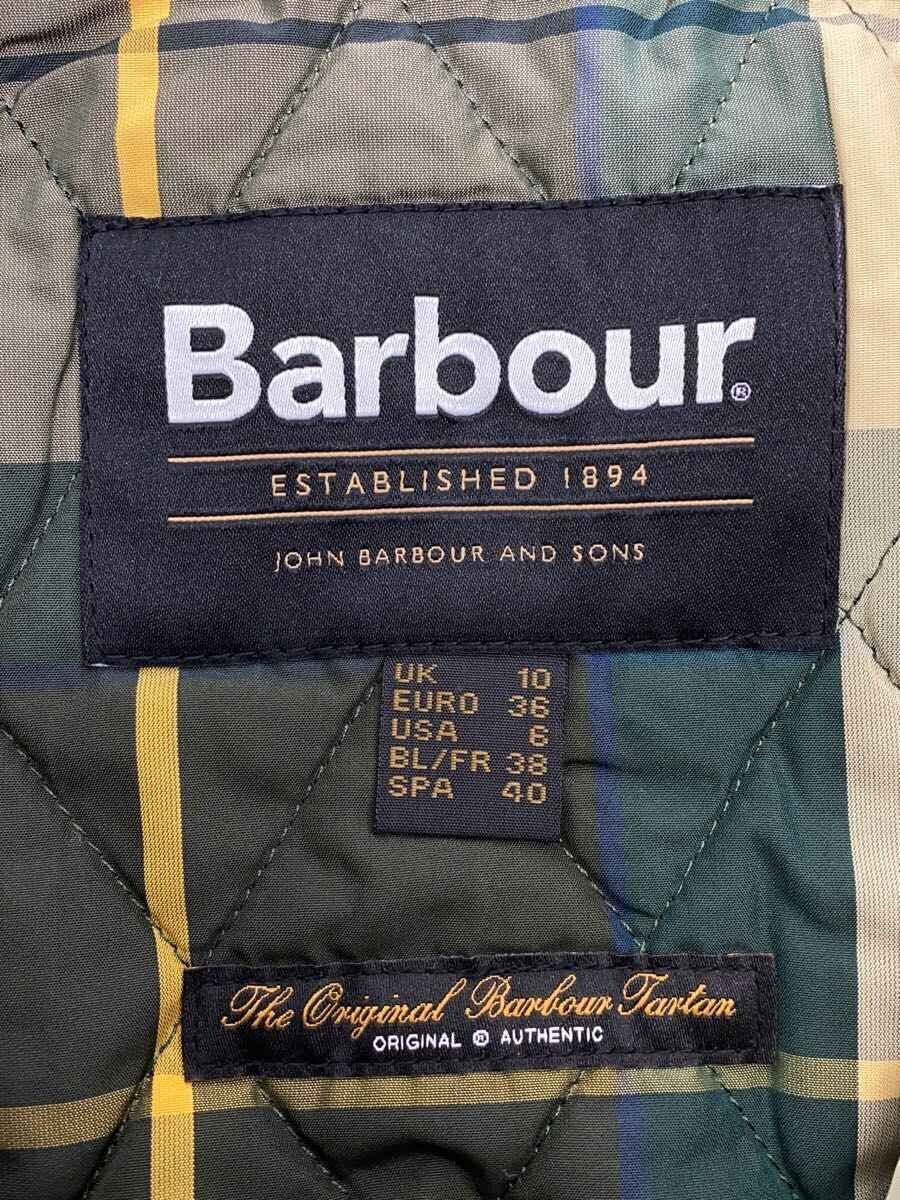 Barbour®
ESTABLISHED 1894
JOHN BARBOUR AND SONS
UK 10
EURO 36
USA 6
BL/FR 38
SPA 40
The Original Barbour Tartan
ORIGINAL ® AUTHENTIC